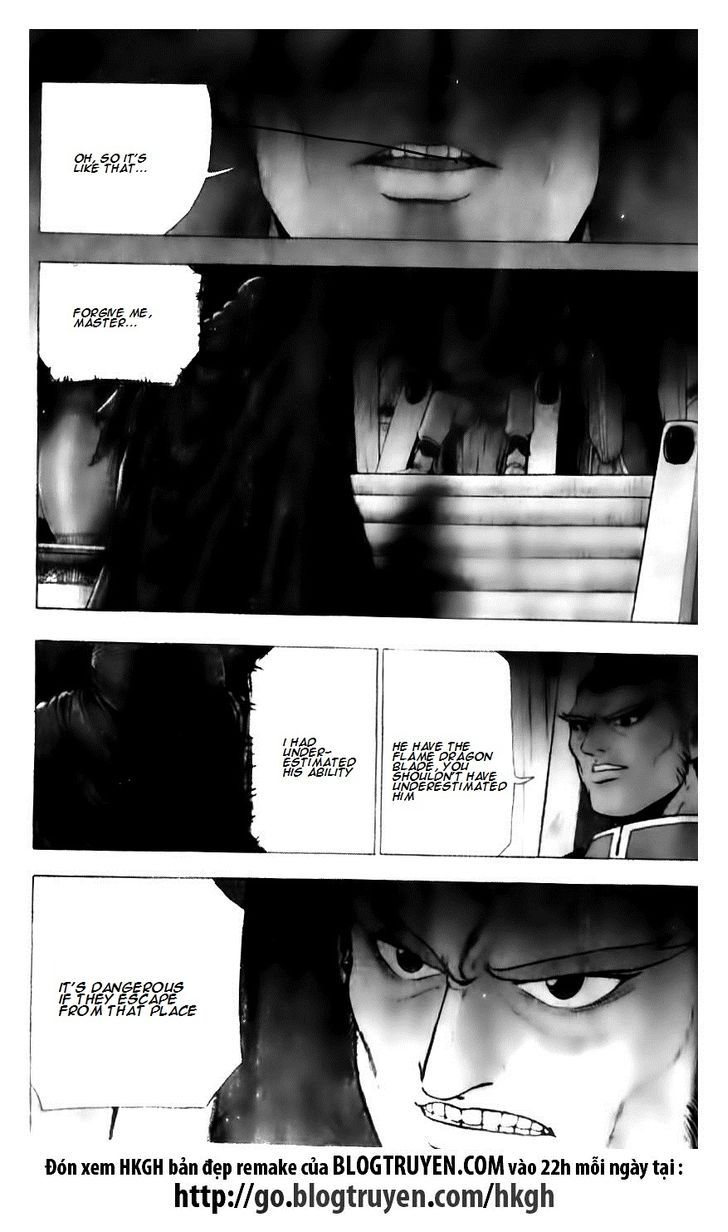 OH, SO IT'S
LIKE THAT...
FORGIVE ME,
MASTER...
I HAD
UNDER-
ESTIMATED
HIS ABILITY
HE HAVE THE
FLAME DRAGON
BLADE, YOU
SHOULDN'T HAVE
UNDERESTIMATED
HIM
IT'S DANGEROUS
IF THEY ESCAPE
FROM THAT PLACE
Đón xem HKGH bản đẹp remake của BLOGTRUYEN.COM vào 22h mỗi ngày tại :
http://go.blogtruyen.com/hkgh